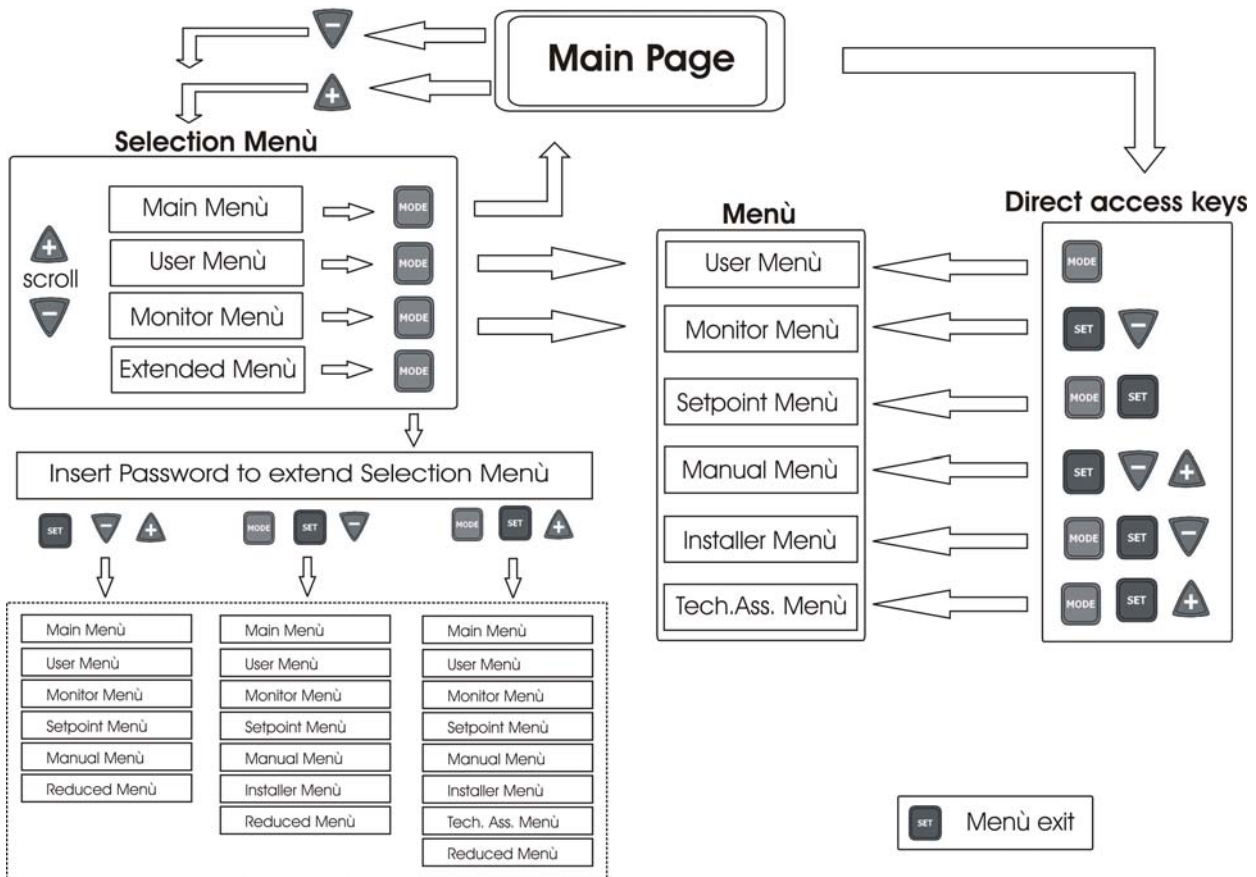 Main Page
−
+
Selection Menù
+
scroll
−
Main Menù
MODE
User Menù
MODE
Monitor Menù
MODE
Extended Menù
MODE
Insert Password to extend Selection Menù
SET − +
MODE SET −
MODE SET +
Main Menù
User Menù
Monitor Menù
Setpoint Menù
Manual Menù
Reduced Menù
Main Menù
User Menù
Monitor Menù
Setpoint Menù
Manual Menù
Installer Menù
Reduced Menù
Main Menù
User Menù
Monitor Menù
Setpoint Menù
Manual Menù
Installer Menù
Tech. Ass. Menù
Reduced Menù
Menù
User Menù
Monitor Menù
Setpoint Menù
Manual Menù
Installer Menù
Tech.Ass. Menù
Direct access keys
MODE
SET −
MODE SET
SET − +
MODE SET −
MODE SET +
SET Menù exit